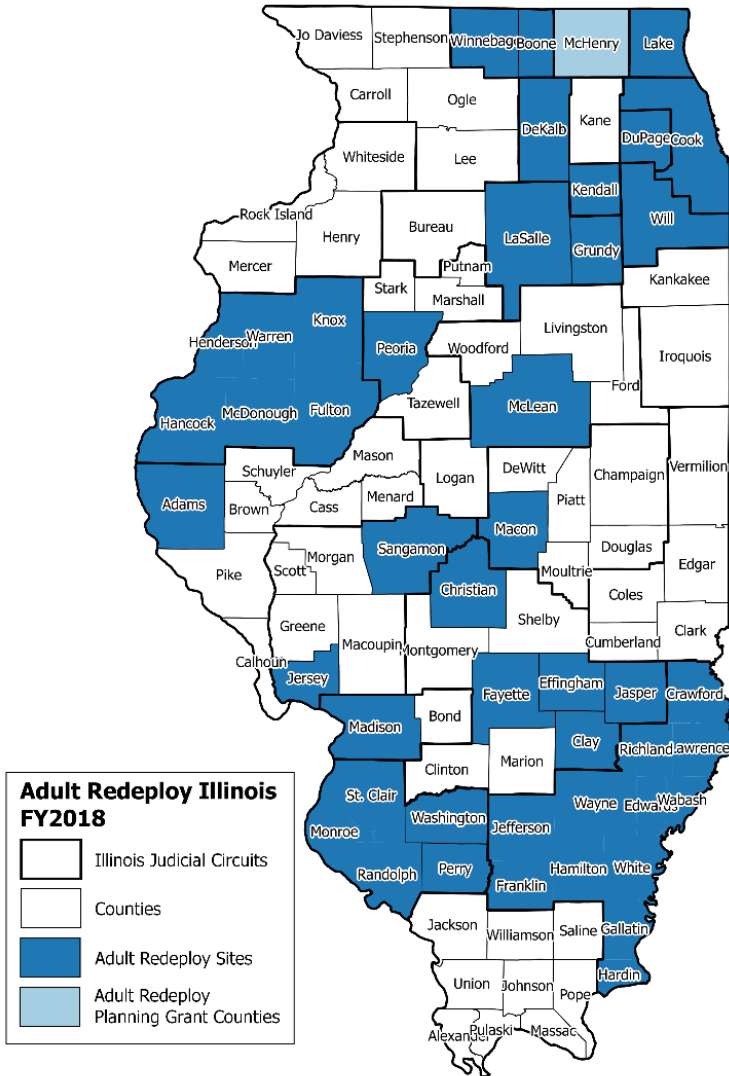 Jo Daviess
Stephenson
Winnebago
Boone
McHenry
Lake
Carroll
Ogle
DeKalb
Kane
DuPage
Cook
Whiteside
Lee
Kendall
Rock Island
Henry
Bureau
LaSalle
Grundy
Will
Mercer
Putnam
Stark
Marshall
Kankakee
Henderson
Warren
Knox
Peoria
Woodford
Livingston
Ford
Iroquois
Hancock
McDonough
Fulton
Tazewell
McLean
Schuyler
Mason
Logan
DeWitt
Champaign
Vermilion
Adams
Brown
Cass
Menard
Macon
Piatt
Sangamon
Douglas
Edgar
Pike
Scott
Morgan
Christian
Moultrie
Coles
Greene
Macoupin
Montgomery
Shelby
Cumberland
Clark
Calhoun
Jersey
Fayette
Effingham
Jasper
Crawford
Madison
Bond
Clay
Richland
Lawrence
Clinton
Marion
St. Clair
Washington
Wayne
Edwards
Wabash
Monroe
Jefferson
Randolph
Perry
Franklin
Hamilton
White
Jackson
Williamson
Saline
Gallatin
Hardin
Union
Johnson
Pope
Alexander
Pulaski
Massac
Adult Redeploy Illinois
FY2018
Illinois Judicial Circuits
Counties
Adult Redeploy Sites
Adult Redeploy
Planning Grant Counties